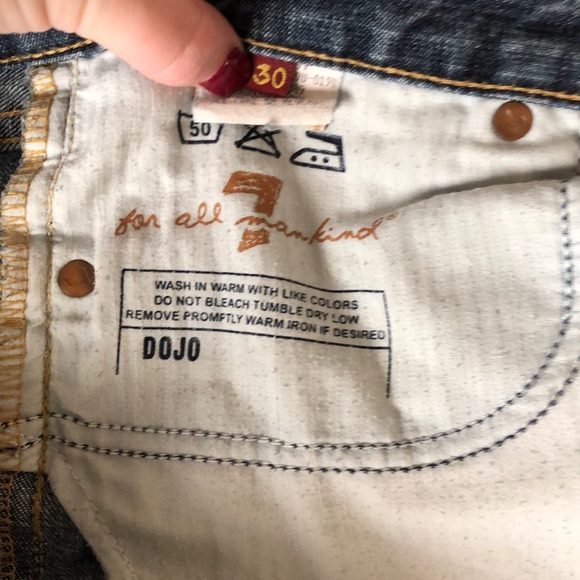 30
50
7
for all mankind®
WASH IN WARM WITH LIKE COLORS
DO NOT BLEACH TUMBLE DRY LOW
REMOVE PROMPTLY WARM IRON IF DESIRED
DOJO